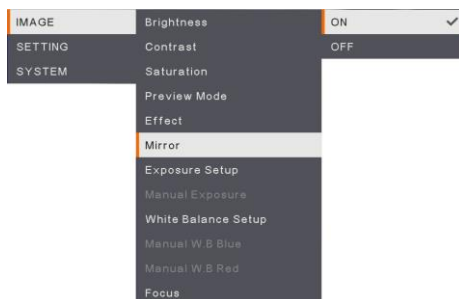 IMAGE
SETTING
SYSTEM
Brightness
Contrast
Saturation
Preview Mode
Effect
Mirror
Exposure Setup
Manual Exposure
White Balance Setup
Manual W.B Blue
Manual W.B Red
Focus
ON
OFF